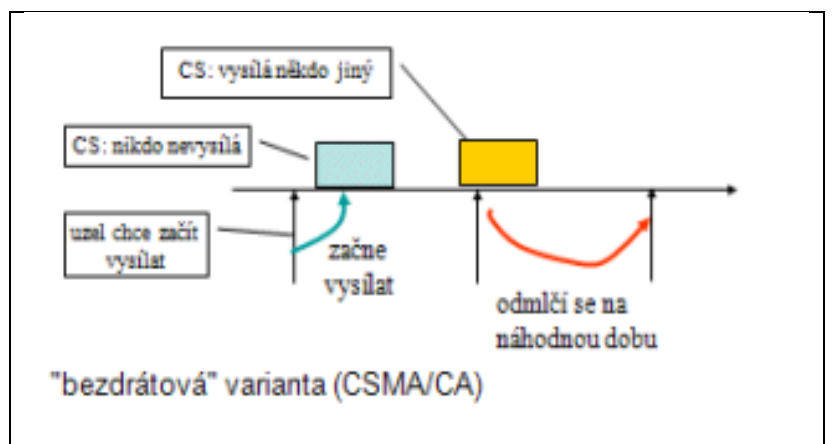 CS: vysílá někdo jiný
CS: nikdo nevysílá
uzel chce začít
vysílat
začne
vysílat
odmlčí se na
náhodnou dobu
"bezdrátová" varianta (CSMA/CA)